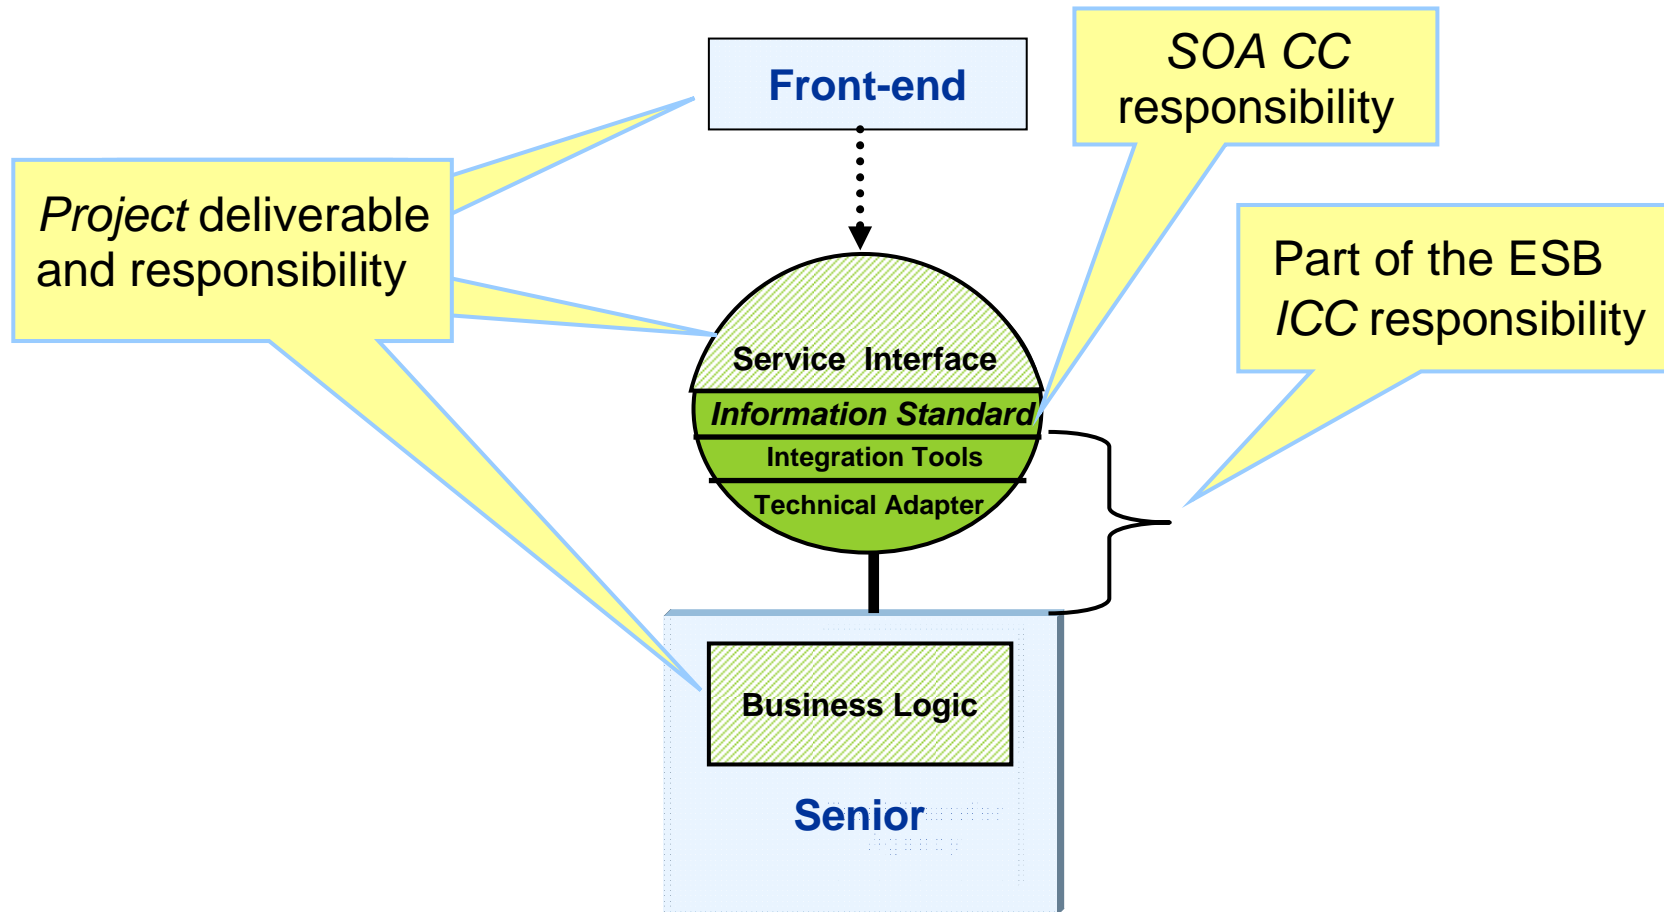 Front-end
SOA CC
responsibility
Project deliverable
and responsibility
Part of the ESB
ICC responsibility
Service Interface
Information Standard
Integration Tools
Technical Adapter
Business Logic
Senior